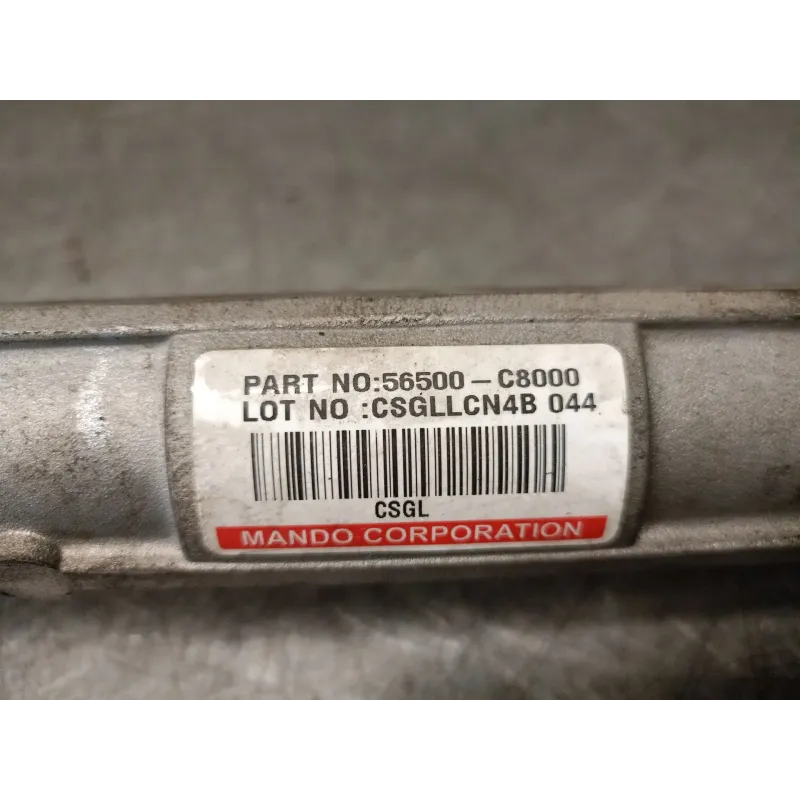 PART NO:56500-C8000
LOT NO :CSGLLCN4B 044
CSGL
MANDO CORPORATION